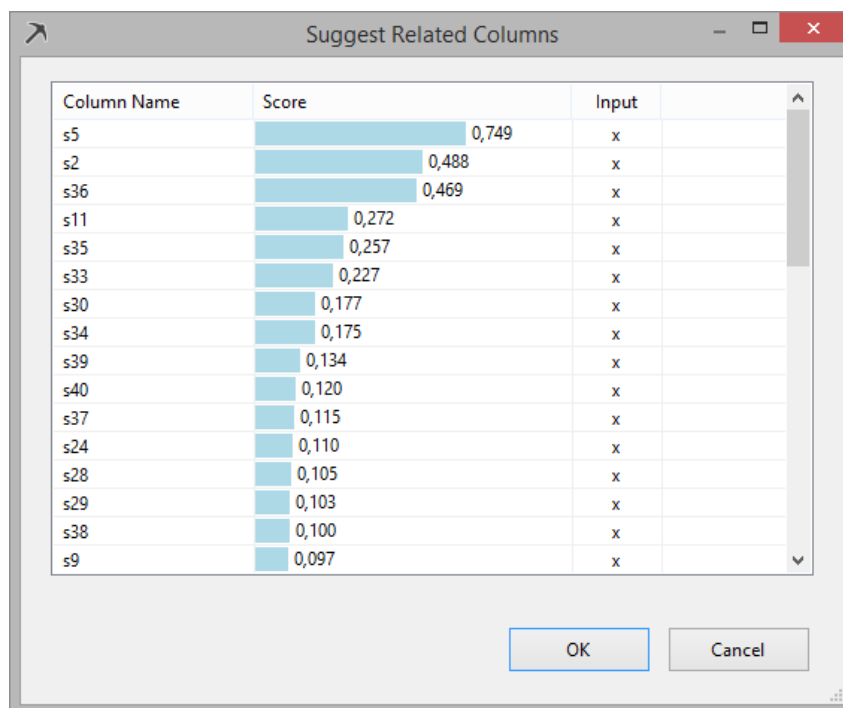 Suggest Related Columns
Column Name Score Input
s5 0,749 x
s2 0,488 x
s36 0,469 x
s11 0,272 x
s35 0,257 x
s33 0,227 x
s30 0,177 x
s34 0,175 x
s39 0,134 x
s40 0,120 x
s37 0,115 x
s24 0,110 x
s28 0,105 x
s29 0,103 x
s38 0,100 x
s9 0,097 x
OK Cancel